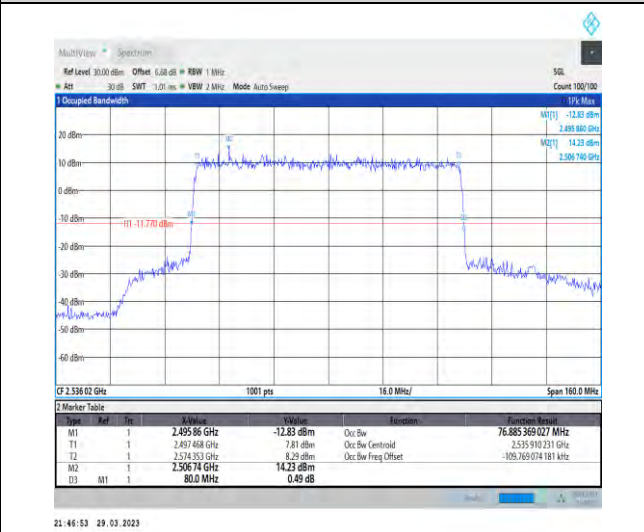 MultiView Spectrum
Ref Level 30.00 dBm Offset 6.68 dB RBW 1 MHz SGL
Att 30 dB SWT 1.01 ms VBW 2 MHz Mode Auto Sweep Count 100/100
1 Occupied Bandwidth 1Pk Max
M1[1] -12.83 dBm
2.495 860 GHz
M2[1] 14.23 dBm
2.506 740 GHz
20 dBm
M2
T1 T2
10 dBm
0 dBm
-10 dBm
M1
H1 -11.770 dBm
-20 dBm
-30 dBm
-40 dBm
-50 dBm
-60 dBm
CF 2.536 02 GHz 1001 pts 16.0 MHz/ Span 160.0 MHz
2 Marker Table
Type Ref Trc X-Value Y-Value Function Function Result
M1 1 2.495 86 GHz -12.83 dBm Occ Bw 76.885 369 027 MHz
T1 1 2.497 468 GHz 7.81 dBm Occ Bw Centroid 2.535 910 231 GHz
T2 1 2.574 353 GHz 8.29 dBm Occ Bw Freq Offset -109.769 074 181 kHz
M2 1 2.506 74 GHz 14.23 dBm
D3 M1 1 80.0 MHz 0.49 dB
21:46:53 29.03.2023